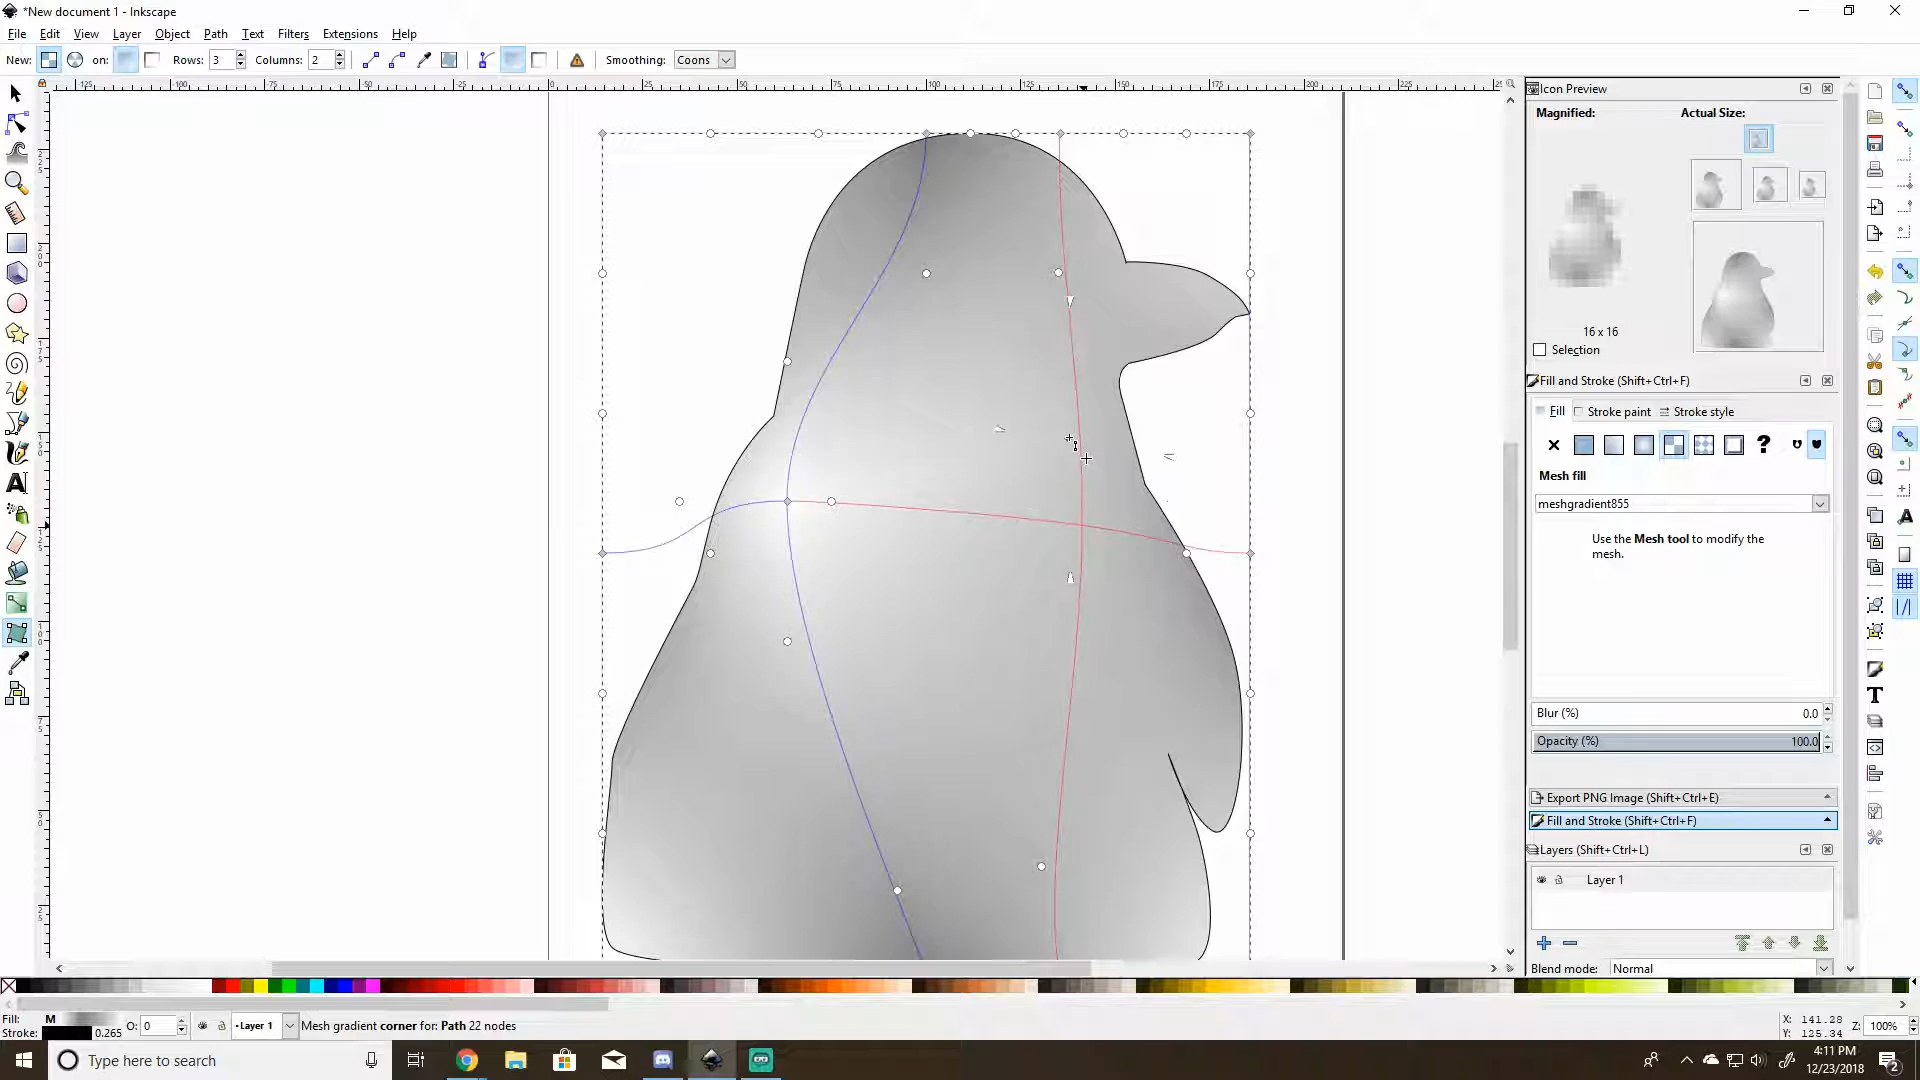 *New document 1 - Inkscape
File Edit View Layer Object Path Text Filters Extensions Help
New: on: Rows: 3 Columns: 2 Smoothing: Coons
Icon Preview
Magnified: Actual Size:
16 x 16
Selection
Fill and Stroke (Shift+Ctrl+F)
Fill Stroke paint Stroke style
Mesh fill
meshgradient855
Use the Mesh tool to modify the
mesh.
Blur (%) 0.0
Opacity (%) 100.0
Export PNG Image (Shift+Ctrl+E)
Fill and Stroke (Shift+Ctrl+F)
Layers (Shift+Ctrl+L)
Layer 1
Blend mode: Normal
Fill: M
Stroke: 0.265 O: 0 Layer 1 Mesh gradient corner for: Path 22 nodes
X: 141.28
Y: 125.34 Z: 100%
Type here to search
4:11 PM
12/23/2018
2